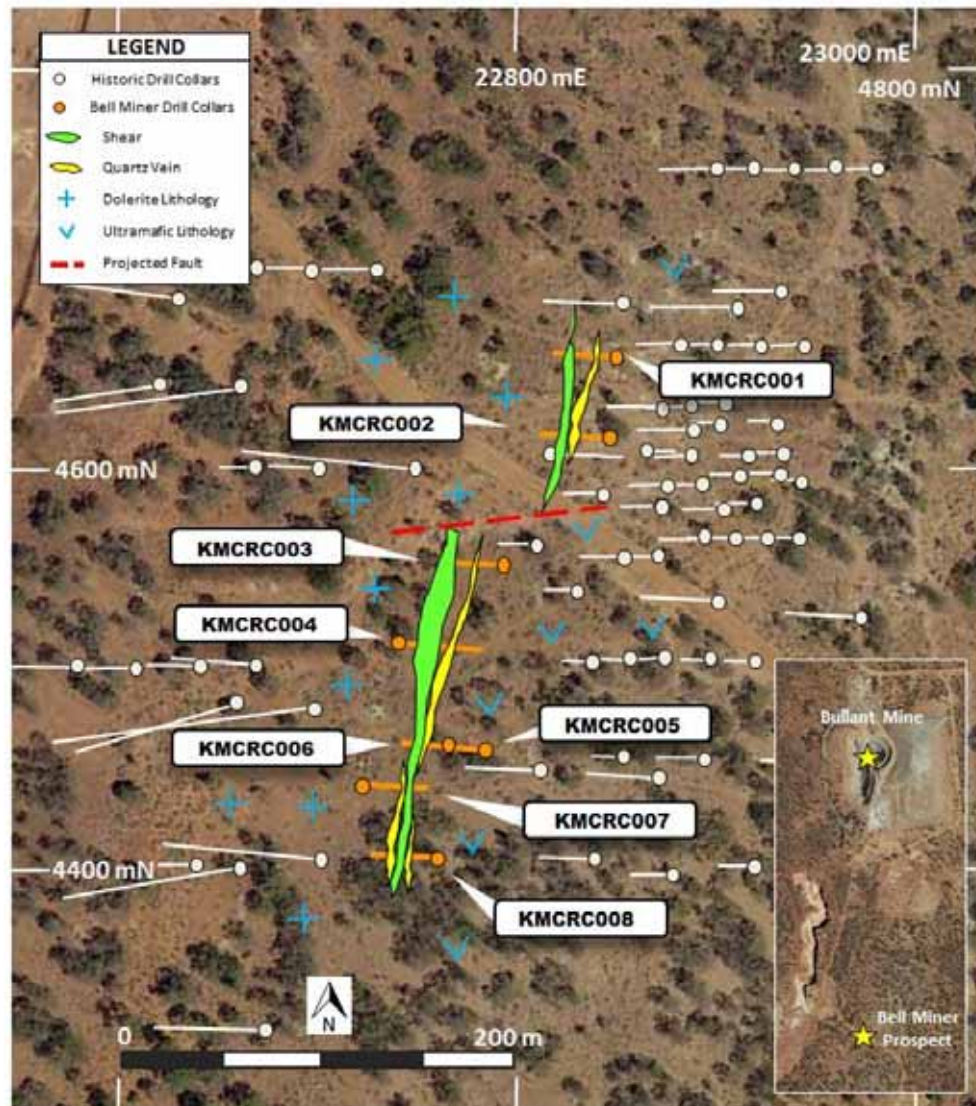 LEGEND
Historic Drill Collars
Bell Miner Drill Collars
Shear
Quartz Vein
Dolerite Lithology
Ultramafic Lithology
Projected Fault
22800 mE
23000 mE
4800 mN
KMCRC001
KMCRC002
4600 mN
KMCRC003
KMCRC004
KMCRC005
KMCRC006
KMCRC007
4400 mN
KMCRC008
N
0
200 m
Bullant Mine
Bell Miner
Prospect